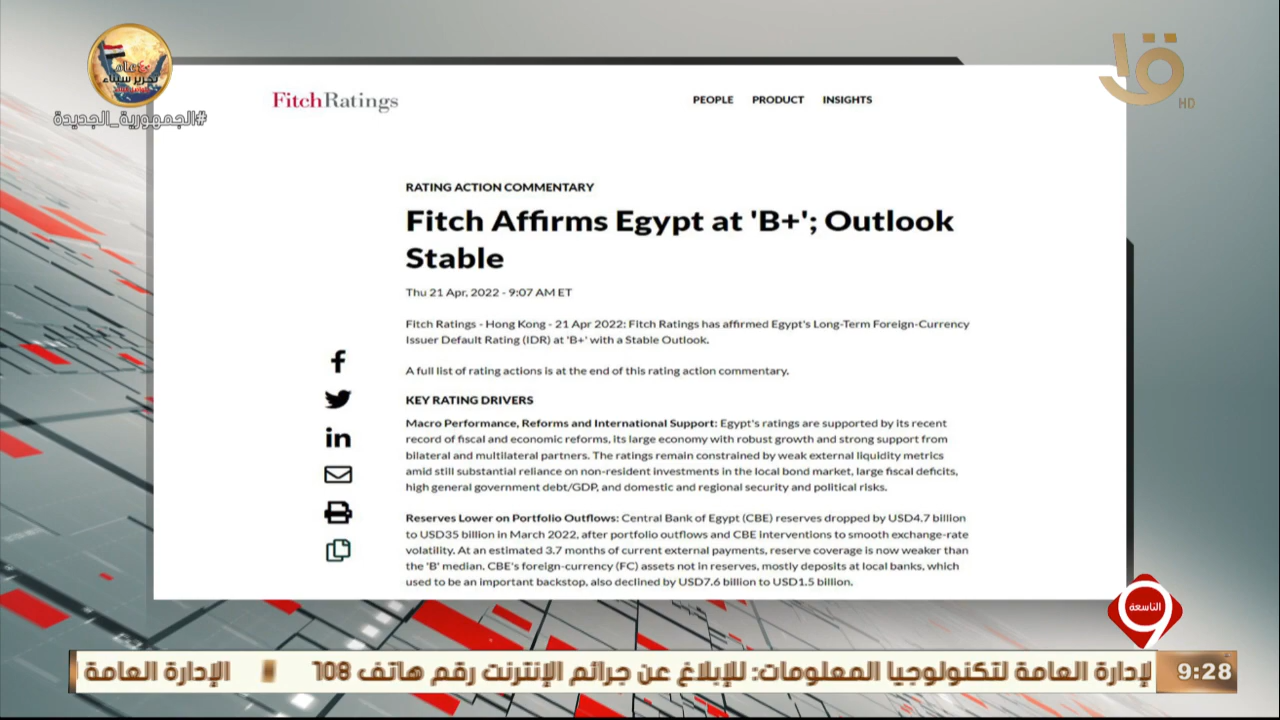 عام
تحرير سيناء
#الجمهورية_الجديدة
HD
FitchRatings
PEOPLE PRODUCT INSIGHTS
RATING ACTION COMMENTARY
Fitch Affirms Egypt at 'B+'; Outlook
Stable
Thu 21 Apr, 2022 - 9:07 AM ET
Fitch Ratings - Hong Kong - 21 Apr 2022: Fitch Ratings has affirmed Egypt's Long-Term Foreign-Currency
Issuer Default Rating (IDR) at 'B+' with a Stable Outlook.
A full list of rating actions is at the end of this rating action commentary.
KEY RATING DRIVERS
Macro Performance, Reforms and International Support: Egypt's ratings are supported by its recent
record of fiscal and economic reforms, its large economy with robust growth and strong support from
bilateral and multilateral partners. The ratings remain constrained by weak external liquidity metrics
amid still substantial reliance on non-resident investments in the local bond market, large fiscal deficits,
high general government debt/GDP, and domestic and regional security and political risks.
Reserves Lower on Portfolio Outflows: Central Bank of Egypt (CBE) reserves dropped by USD4.7 billion
to USD35 billion in March 2022, after portfolio outflows and CBE interventions to smooth exchange-rate
volatility. At an estimated 3.7 months of current external payments, reserve coverage is now weaker than
the 'B' median. CBE's foreign-currency (FC) assets not in reserves, mostly deposits at local banks, which
used to be an important backstop, also declined by USD7.6 billion to USD1.5 billion.
التاسعة
9
لإدارة العامة لتكنولوجيا المعلومات: للإبلاغ عن جرائم الإنترنت رقم هاتف 108 الإدارة العامة
9:28